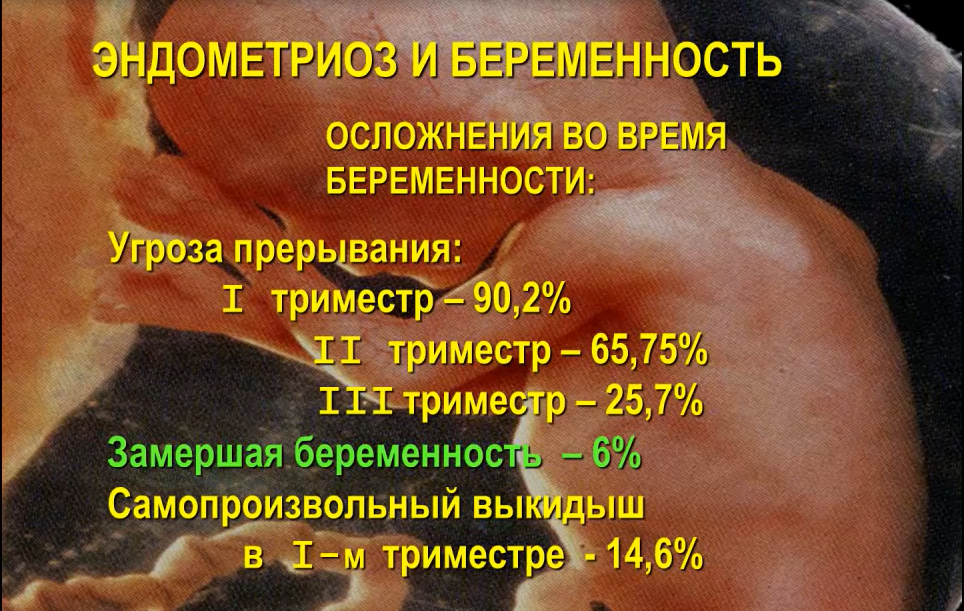 ЭНДОМЕТРИОЗ И БЕРЕМЕННОСТЬ
ОСЛОЖНЕНИЯ ВО ВРЕМЯ
БЕРЕМЕННОСТИ:
Угроза прерывания:
I триместр – 90,2%
II триместр – 65,75%
III триместр – 25,7%
Замершая беременность – 6%
Самопроизвольный выкидыш
в I-м триместре - 14,6%